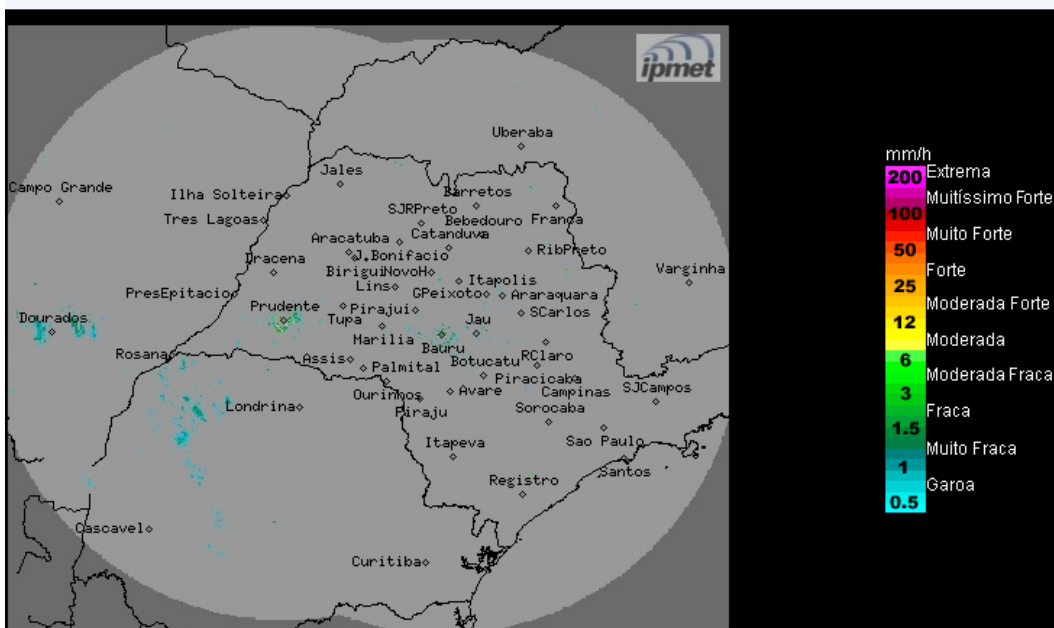 ipmet
Uberaba
Jales
Campo Grande
Ilha Solteira
Barretos
Tres Lagoas
SJRPreto
Bebedouro
Franca
Aracatuba
Catanduva
J.Bonifacio
RibPreto
Dracena
Birigui
NovoH
Itapolis
Varginha
PresEpitacio
Lins
GPeixoto
Araraquara
Prudente
Pirajui
Dourados
Tupa
Jau
SCarlos
Marilia
Bauru
Rosana
Assis
Palmital
Botucatu
RClaro
Piracicaba
Ourinhos
Avare
Campinas
SJCampos
Londrina
Piraju
Sorocaba
Itapeva
Sao Paulo
Santos
Registro
Cascavel
Curitiba
mm/h
200 Extrema
Muitíssimo Forte
100
Muito Forte
50
Forte
25
Moderada Forte
12
Moderada
6
Moderada Fraca
3
Fraca
1.5
Muito Fraca
1
Garoa
0.5